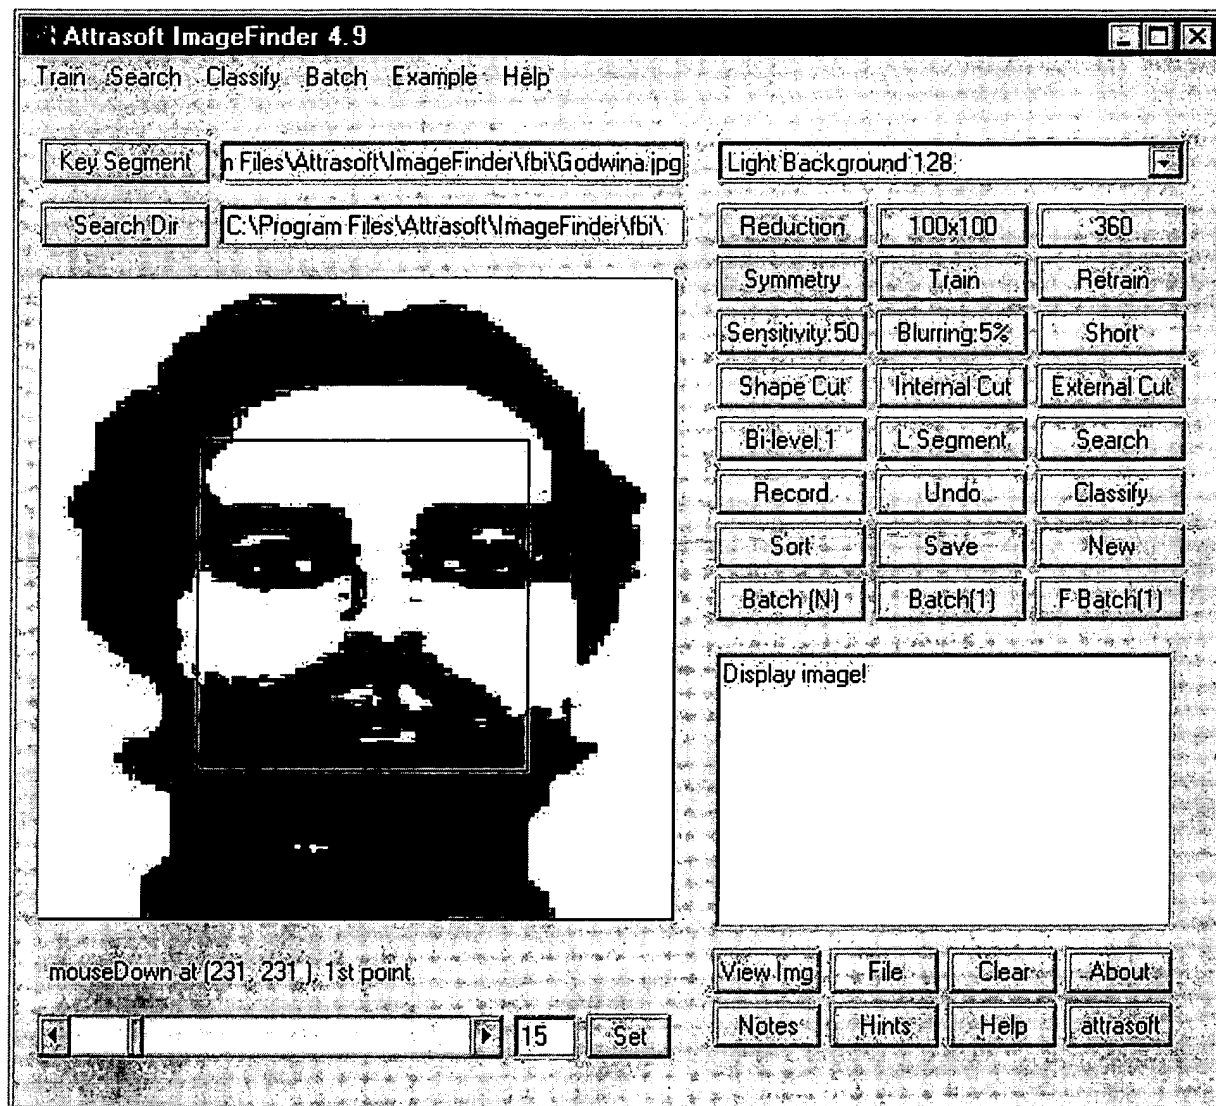 Attrasoft ImageFinder 4.9
Train Search Classify Batch Example Help
Key Segment n Files\Attrasoft\ImageFinder\fbi\Godwina.jpg Light Background 128
Search Dir C:\Program Files\Attrasoft\ImageFinder\fbi\
Reduction 100x100 360
Symmetry Train Retrain
Sensitivity:50 Blurring:5% Short
Shape Cut Internal Cut External Cut
Bi-level 1 L Segment Search
Record Undo Classify
Sort Save New
Batch (N) Batch(1) F Batch(1)
Display image!
mouseDown at (231, 231 ), 1st point.
View Img File Clear About
15 Set
Notes Hints Help attrasoft